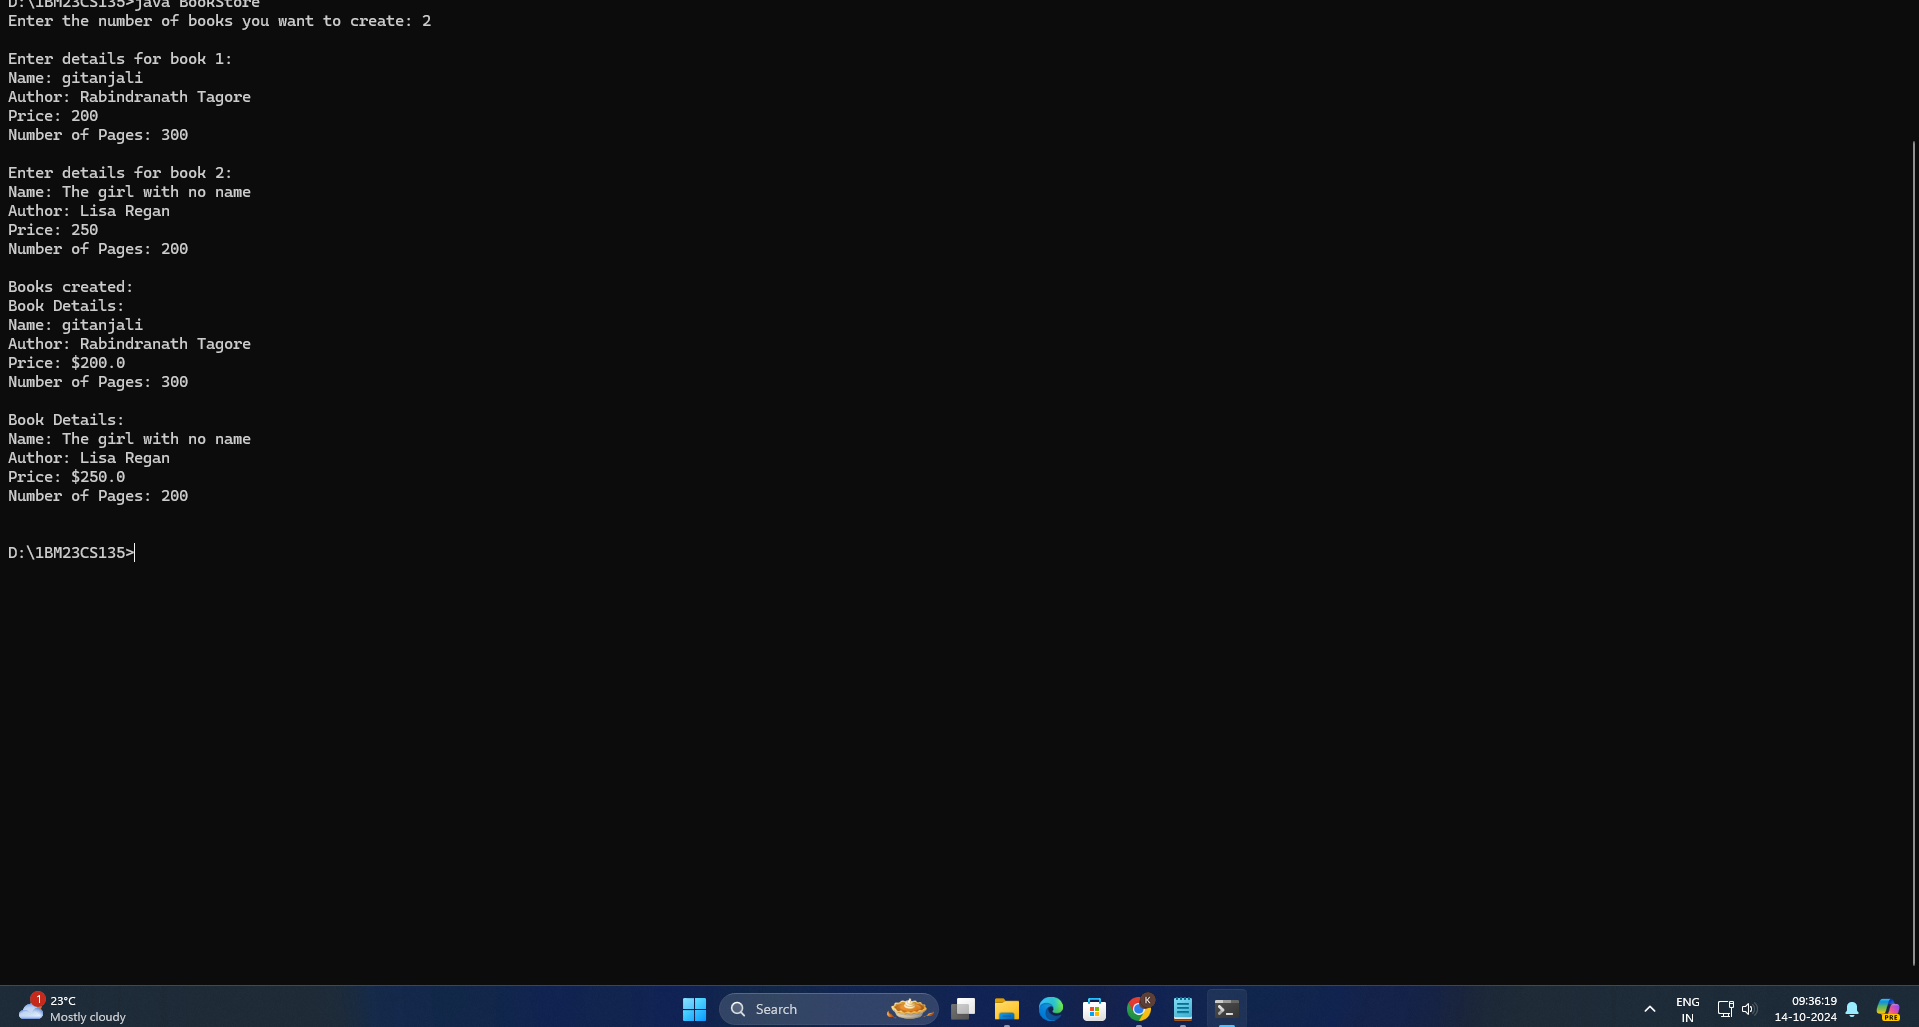 D:\1BM23CS135>java BookStore
Enter the number of books you want to create: 2
Enter details for book 1:
Name: gitanjali
Author: Rabindranath Tagore
Price: 200
Number of Pages: 300
Enter details for book 2:
Name: The girl with no name
Author: Lisa Regan
Price: 250
Number of Pages: 200
Books created:
Book Details:
Name: gitanjali
Author: Rabindranath Tagore
Price: $200.0
Number of Pages: 300
Book Details:
Name: The girl with no name
Author: Lisa Regan
Price: $250.0
Number of Pages: 200
D:\1BM23CS135>
1
23°C
Mostly cloudy
Search
K
ENG
IN
09:36:19
14-10-2024
PRE